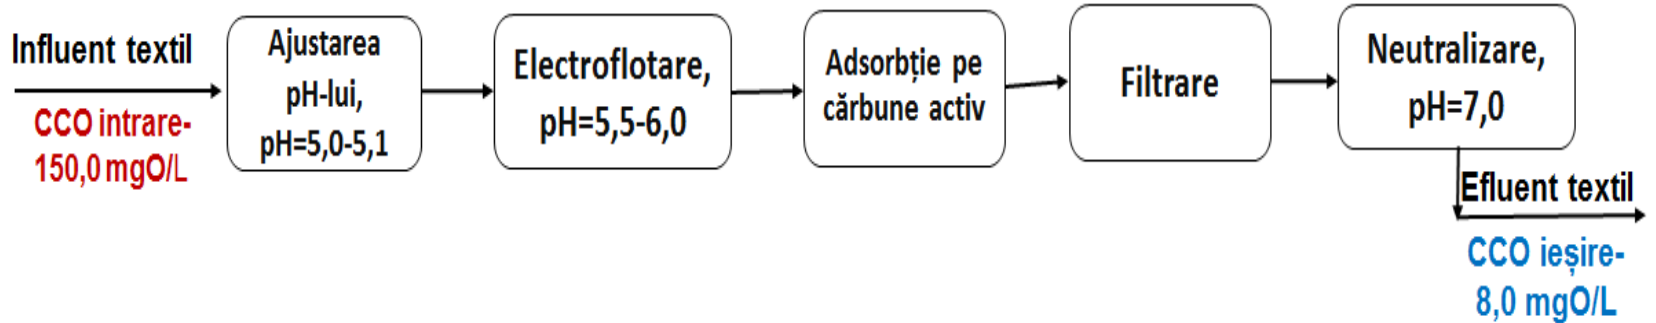 Influent textil
CCO intrare-
150,0 mgO/L
Ajustarea
pH-lui,
pH=5,0-5,1
Electroflotare,
pH=5,5-6,0
Adsorbție pe
cărbune activ
Filtrare
Neutralizare,
pH=7,0
Efluent textil
CCO ieșire-
8,0 mgO/L